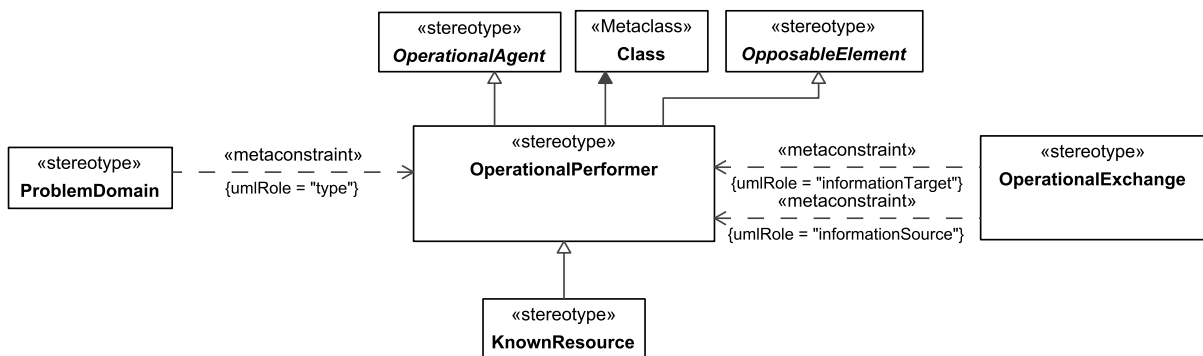 «stereotype»
OperationalAgent
«Metaclass»
Class
«stereotype»
OpposableElement
«stereotype»
OperationalPerformer
«stereotype»
ProblemDomain
«metaconstraint»
{umlRole = "type"}
«metaconstraint»
{umlRole = "informationTarget"}
«metaconstraint»
{umlRole = "informationSource"}
«stereotype»
OperationalExchange
«stereotype»
KnownResource